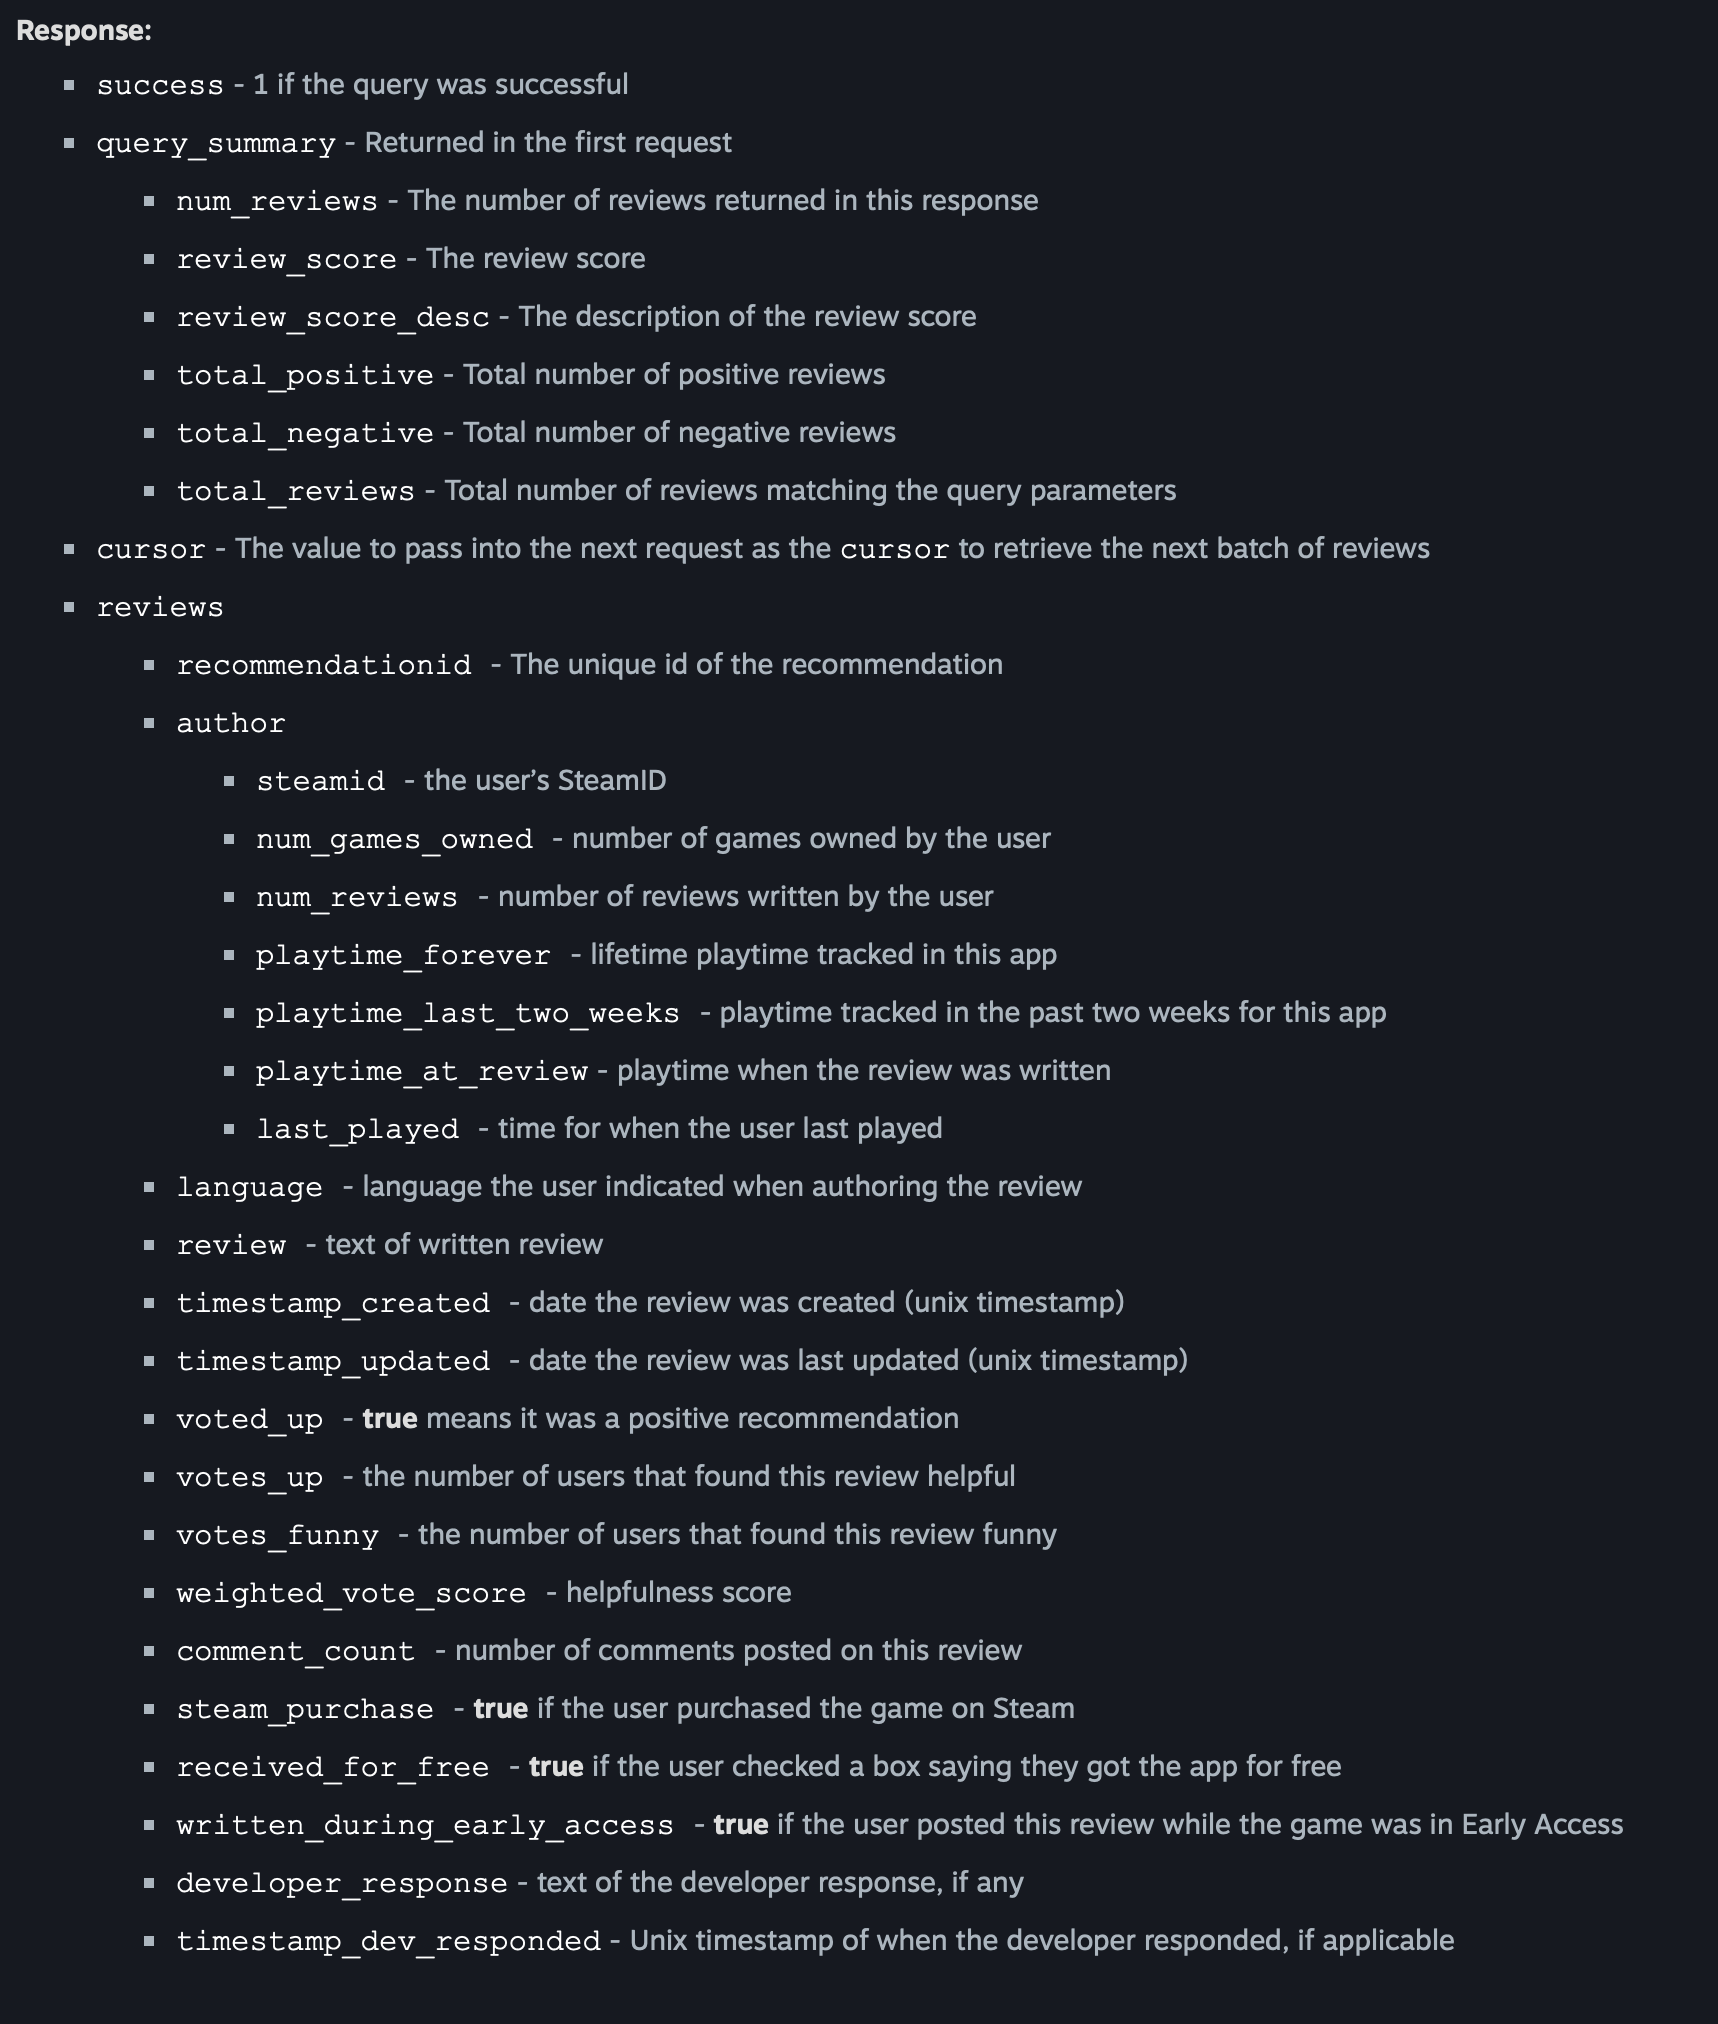 Response:
success - 1 if the query was successful
query_summary - Returned in the first request
num_reviews - The number of reviews returned in this response
review_score - The review score
review_score_desc - The description of the review score
total_positive - Total number of positive reviews
total_negative - Total number of negative reviews
total_reviews - Total number of reviews matching the query parameters
cursor - The value to pass into the next request as the cursor to retrieve the next batch of reviews
reviews
recommendationid - The unique id of the recommendation
author
steamid - the user’s SteamID
num_games_owned - number of games owned by the user
num_reviews - number of reviews written by the user
playtime_forever - lifetime playtime tracked in this app
playtime_last_two_weeks - playtime tracked in the past two weeks for this app
playtime_at_review - playtime when the review was written
last_played - time for when the user last played
language - language the user indicated when authoring the review
review - text of written review
timestamp_created - date the review was created (unix timestamp)
timestamp_updated - date the review was last updated (unix timestamp)
voted_up - true means it was a positive recommendation
votes_up - the number of users that found this review helpful
votes_funny - the number of users that found this review funny
weighted_vote_score - helpfulness score
comment_count - number of comments posted on this review
steam_purchase - true if the user purchased the game on Steam
received_for_free - true if the user checked a box saying they got the app for free
written_during_early_access - true if the user posted this review while the game was in Early Access
developer_response - text of the developer response, if any
timestamp_dev_responded - Unix timestamp of when the developer responded, if applicable